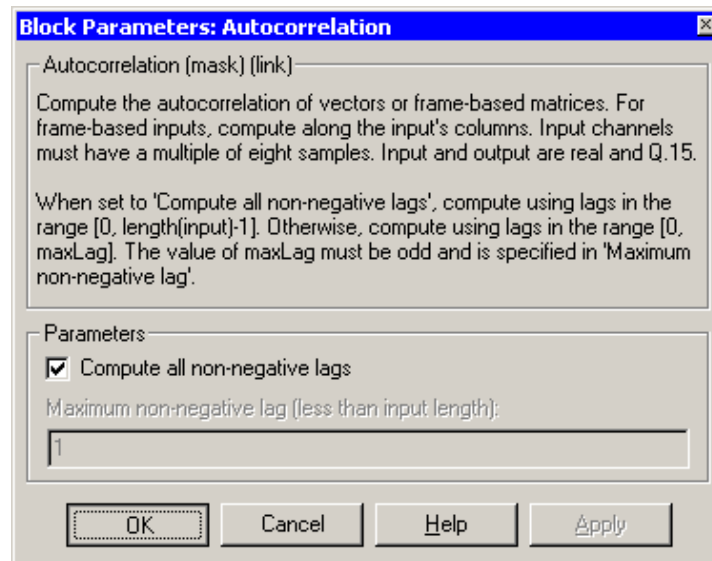 Block Parameters: Autocorrelation
Autocorrelation (mask) (link)
Compute the autocorrelation of vectors or frame-based matrices. For
frame-based inputs, compute along the input's columns. Input channels
must have a multiple of eight samples. Input and output are real and Q.15.
When set to 'Compute all non-negative lags', compute using lags in the
range [0, length(input)-1]. Otherwise, compute using lags in the range [0,
maxLag]. The value of maxLag must be odd and is specified in 'Maximum
non-negative lag'.
Parameters
Compute all non-negative lags
Maximum non-negative lag (less than input length):
1
OK Cancel Help Apply